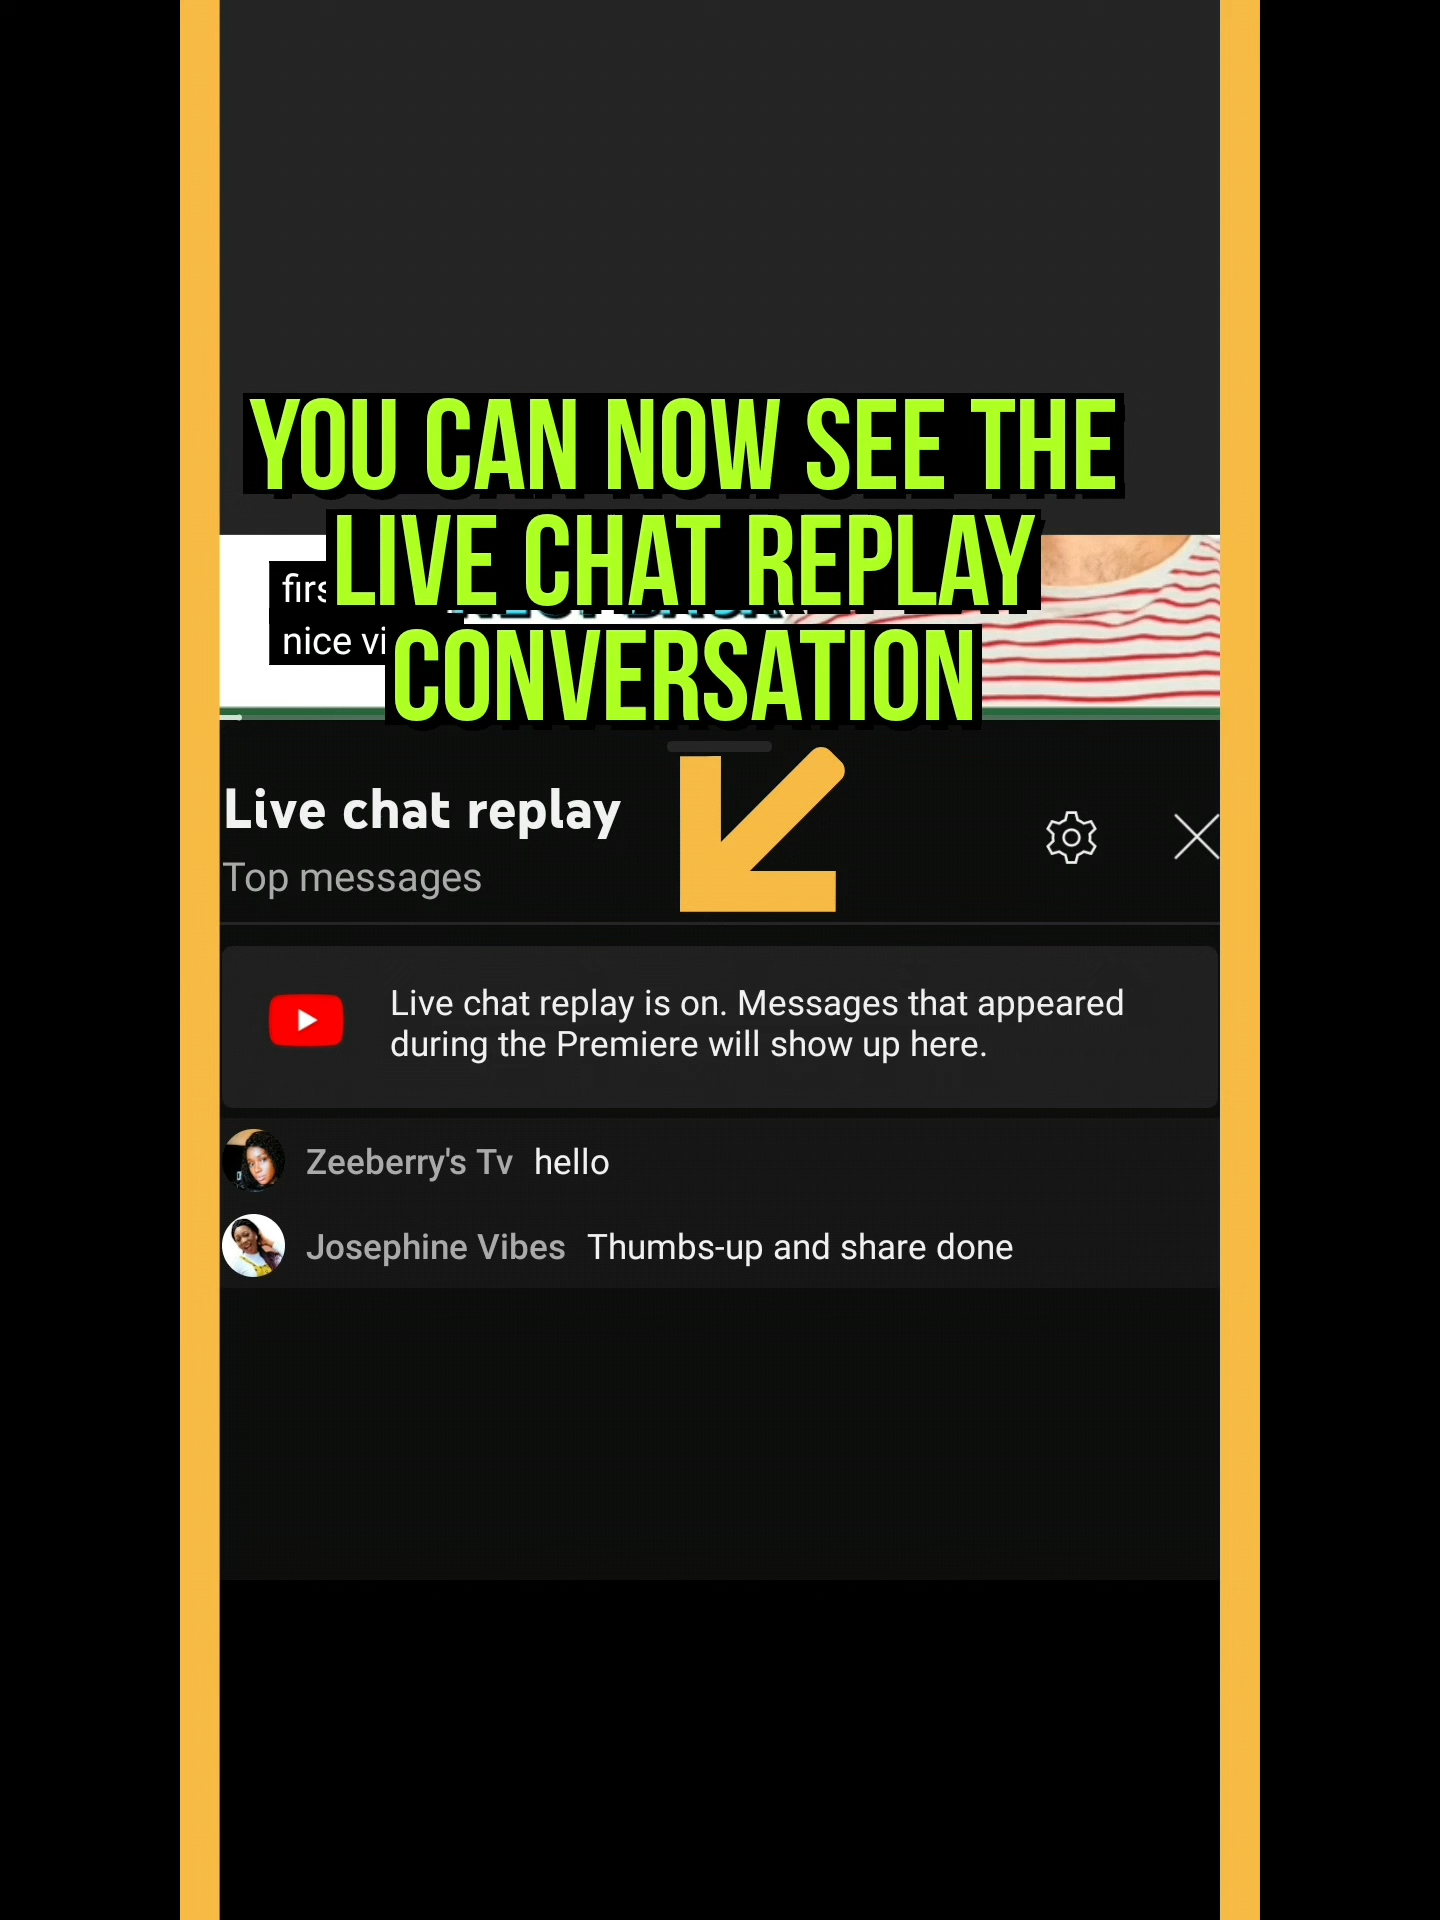 YOU CAN NOW SEE THE
LIVE CHAT REPLAY
CONVERSATION
nice
Live chat replay
Top messages
Live chat replay is on. Messages that appeared
during the Premiere will show up here.
Zeeberry's Tv hello
Josephine Vibes Thumbs-up and share done